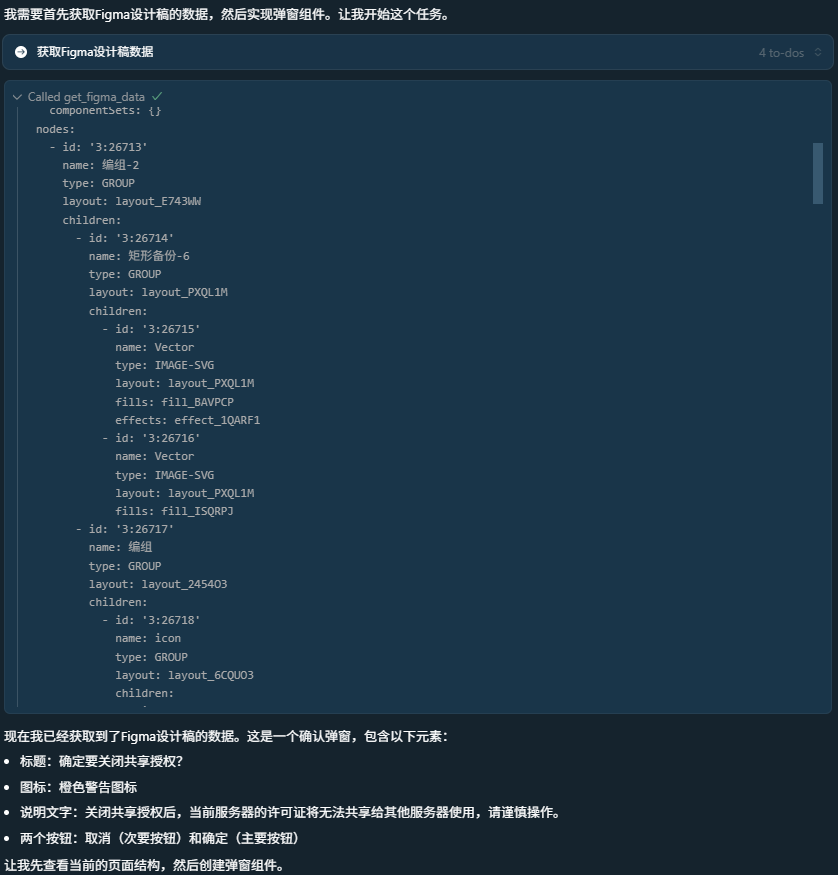 我需要首先获取Figma设计稿的数据，然后实现弹窗组件。让我开始这个任务。
获取Figma设计稿数据
4 to-dos
Called get_figma_data
componentSets: {}
nodes:
- id: '3:26713'
name: 编组-2
type: GROUP
layout: layout_E743WW
children:
- id: '3:26714'
name: 矩形备份-6
type: GROUP
layout: layout_PXQL1M
children:
- id: '3:26715'
name: Vector
type: IMAGE-SVG
layout: layout_PXQL1M
fills: fill_BAVPCP
effects: effect_1QARF1
- id: '3:26716'
name: Vector
type: IMAGE-SVG
layout: layout_PXQL1M
fills: fill_ISQRPJ
- id: '3:26717'
name: 编组
type: GROUP
layout: layout_2454O3
children:
- id: '3:26718'
name: icon
type: GROUP
layout: layout_6CQUO3
children:
现在我已经获取到了Figma设计稿的数据。这是一个确认弹窗，包含以下元素：
• 标题：确定要关闭共享授权？
• 图标：橙色警告图标
• 说明文字：关闭共享授权后，当前服务器的许可证将无法共享给其他服务器使用，请谨慎操作。
• 两个按钮：取消（次要按钮）和确定（主要按钮）
让我先查看当前的页面结构，然后创建弹窗组件。